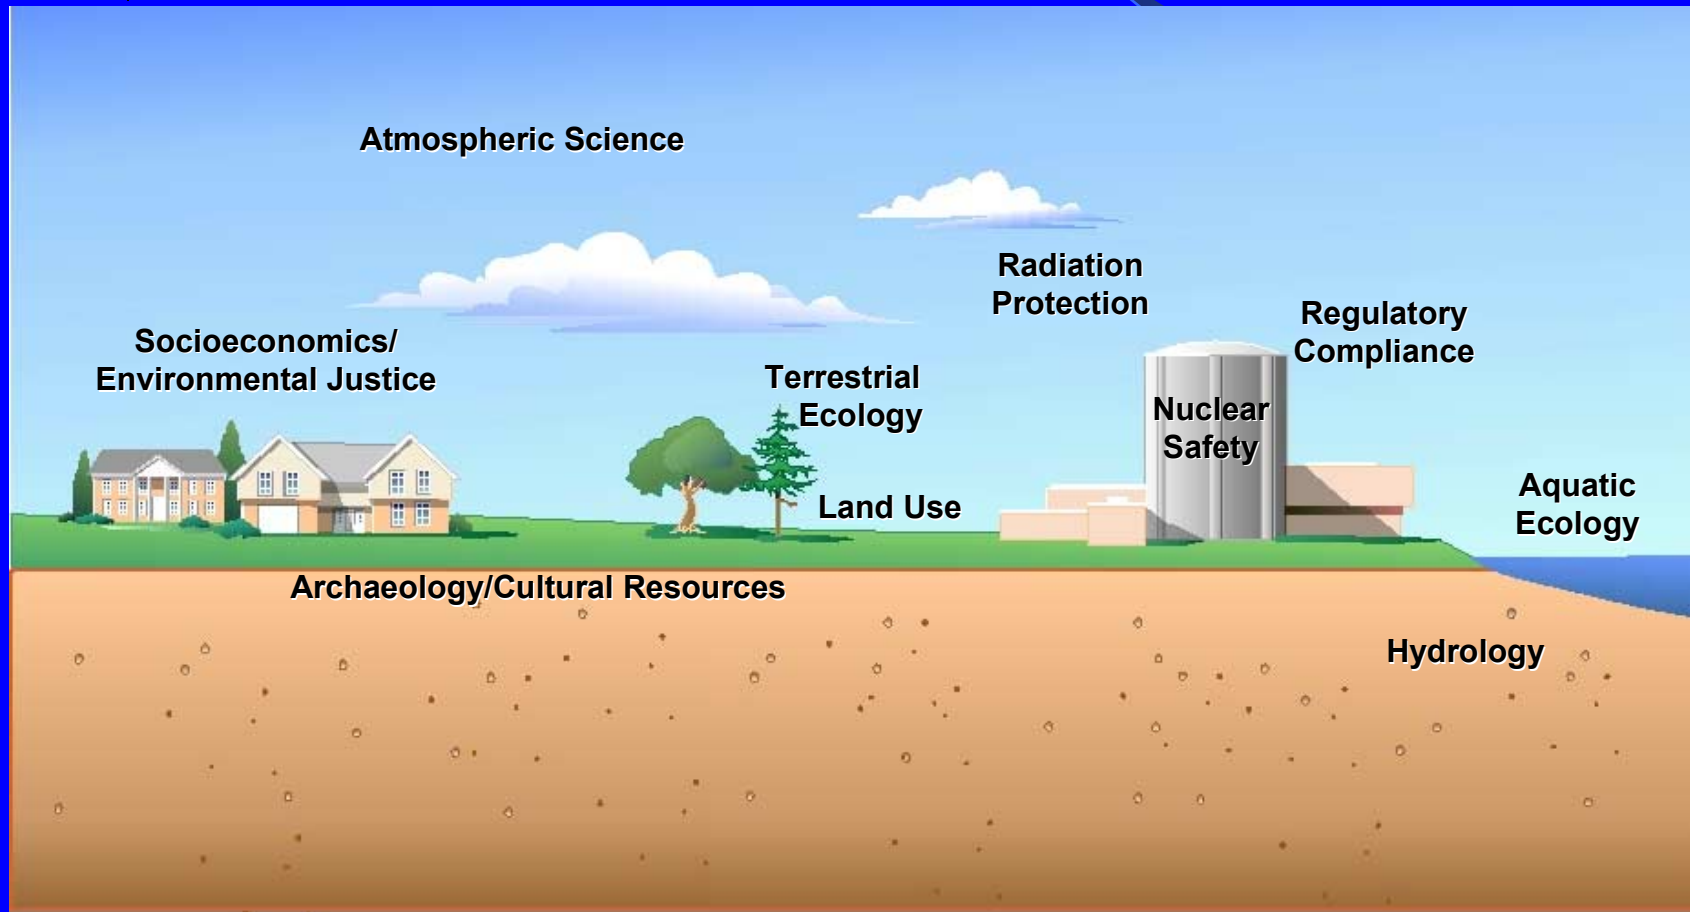 Atmospheric Science
Radiation
Protection
Regulatory
Compliance
Socioeconomics/
Environmental Justice
Terrestrial
Ecology
Nuclear
Safety
Land Use
Aquatic
Ecology
Archaeology/Cultural Resources
Hydrology